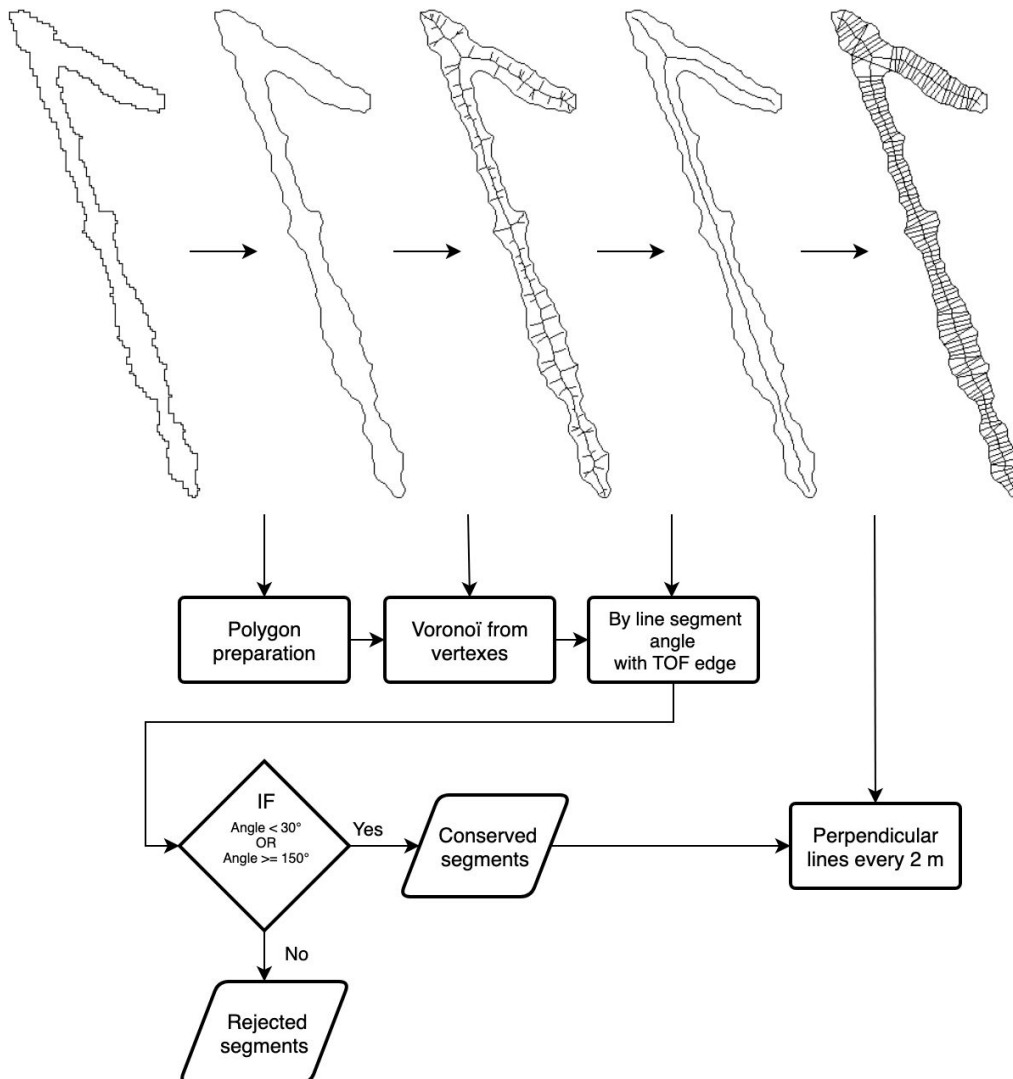 Polygon
preparation
Voronoï from
vertexes
By line segment
angle
with TOF edge
IF
Angle < 30°
OR
Angle >= 150°
Yes
Conserved
segments
Perpendicular
lines every 2 m
No
Rejected
segments